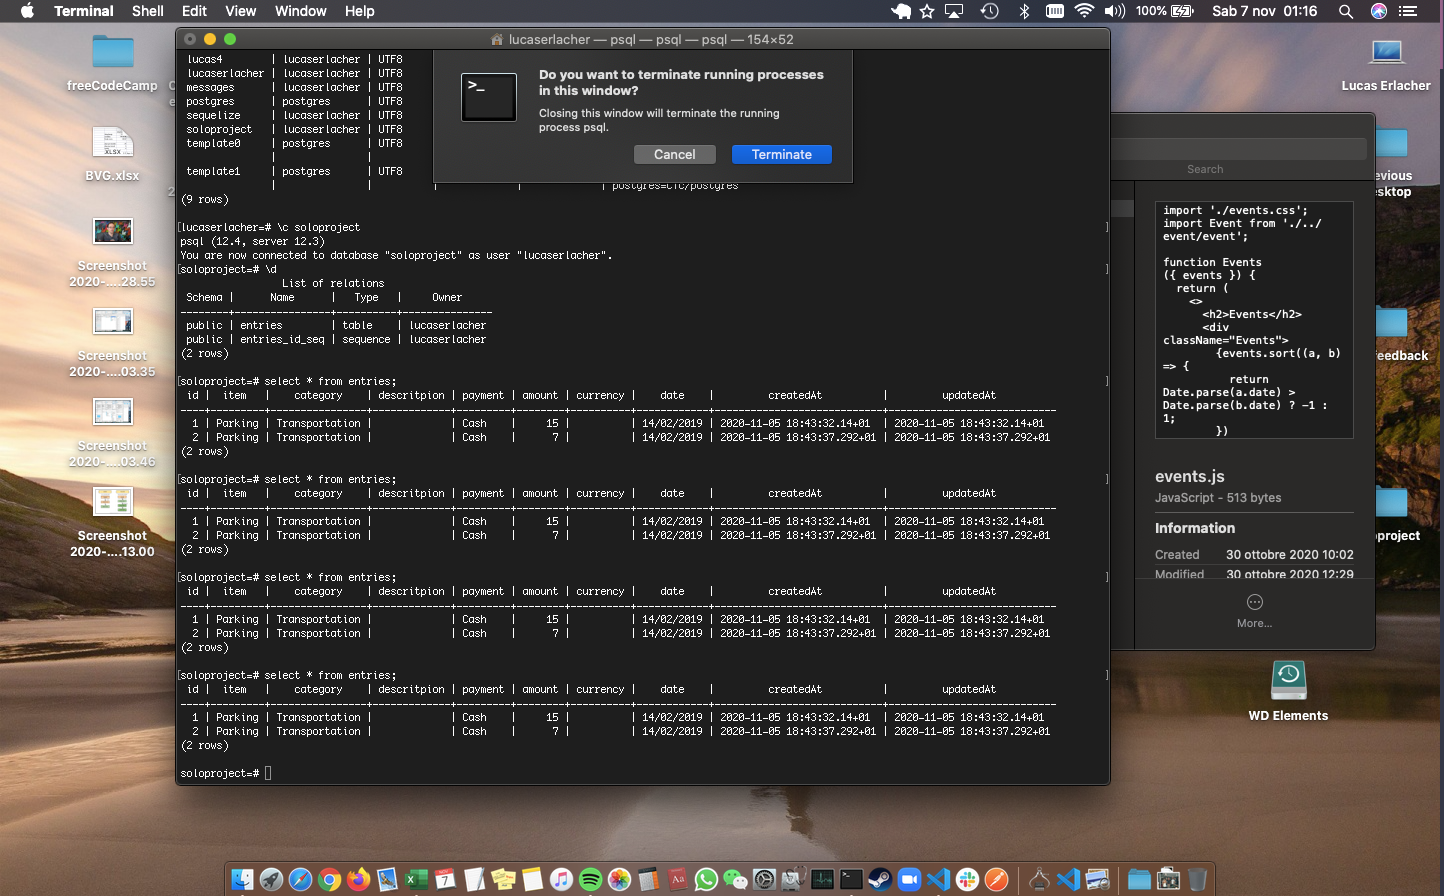 Terminal Shell Edit View Window Help 100% Sab 7 nov 01:16
lucaserlacher — psql — psql — psql — 154×52
lucas4 | lucaserlacher | UTF8
lucaserlacher | lucaserlacher | UTF8
messages | lucaserlacher | UTF8
postgres | postgres | UTF8
sequelize | lucaserlacher | UTF8
soloproject | lucaserlacher | UTF8
template0 | postgres | UTF8
| |
template1 | postgres | UTF8
| | | | | postgres=CTc/postgres
(9 rows)
Do you want to terminate running processes
in this window?
Closing this window will terminate the running
process psql.
Cancel Terminate
[lucaserlacher=# \c soloproject ]
psql (12.4, server 12.3)
You are now connected to database "soloproject" as user "lucaserlacher".
[soloproject=# \d ]
List of relations
Schema | Name | Type | Owner
--------+----------------+----------+---------------
public | entries | table | lucaserlacher
public | entries_id_seq | sequence | lucaserlacher
(2 rows)
[soloproject=# select * from entries; ]
id | item | category | descritpion | payment | amount | currency | date | createdAt | updatedAt
----+---------+----------------+-------------+---------+--------+----------+------------+----------------------------+----------------------------
1 | Parking | Transportation | | Cash | 15 | | 14/02/2019 | 2020-11-05 18:43:32.14+01 | 2020-11-05 18:43:32.14+01
2 | Parking | Transportation | | Cash | 7 | | 14/02/2019 | 2020-11-05 18:43:37.292+01 | 2020-11-05 18:43:37.292+01
(2 rows)
[soloproject=# select * from entries; ]
id | item | category | descritpion | payment | amount | currency | date | createdAt | updatedAt
----+---------+----------------+-------------+---------+--------+----------+------------+----------------------------+----------------------------
1 | Parking | Transportation | | Cash | 15 | | 14/02/2019 | 2020-11-05 18:43:32.14+01 | 2020-11-05 18:43:32.14+01
2 | Parking | Transportation | | Cash | 7 | | 14/02/2019 | 2020-11-05 18:43:37.292+01 | 2020-11-05 18:43:37.292+01
(2 rows)
[soloproject=# select * from entries; ]
id | item | category | descritpion | payment | amount | currency | date | createdAt | updatedAt
----+---------+----------------+-------------+---------+--------+----------+------------+----------------------------+----------------------------
1 | Parking | Transportation | | Cash | 15 | | 14/02/2019 | 2020-11-05 18:43:32.14+01 | 2020-11-05 18:43:32.14+01
2 | Parking | Transportation | | Cash | 7 | | 14/02/2019 | 2020-11-05 18:43:37.292+01 | 2020-11-05 18:43:37.292+01
(2 rows)
[soloproject=# select * from entries; ]
id | item | category | descritpion | payment | amount | currency | date | createdAt | updatedAt
----+---------+----------------+-------------+---------+--------+----------+------------+----------------------------+----------------------------
1 | Parking | Transportation | | Cash | 15 | | 14/02/2019 | 2020-11-05 18:43:32.14+01 | 2020-11-05 18:43:32.14+01
2 | Parking | Transportation | | Cash | 7 | | 14/02/2019 | 2020-11-05 18:43:37.292+01 | 2020-11-05 18:43:37.292+01
(2 rows)
soloproject=#
freeCodeCamp
BVG.xlsx
XLSX
Screenshot
2020-....28.55
Screenshot
2020-....03.35
Screenshot
2020-....03.46
Screenshot
2020-....13.00
Search
import './events.css';
import Event from './../
event/event';
function Events
({ events }) {
return (
<>
<h2>Events</h2>
<div
className="Events">
{events.sort((a, b)
=> {
return
Date.parse(a.date) >
Date.parse(b.date) ? -1 :
1;
})
events.js
JavaScript - 513 bytes
Information
Created 30 ottobre 2020 10:02
Modified 30 ottobre 2020 12:29
More...
Lucas Erlacher
evious
sktop
feedback
oproject
WD Elements
NOV
7